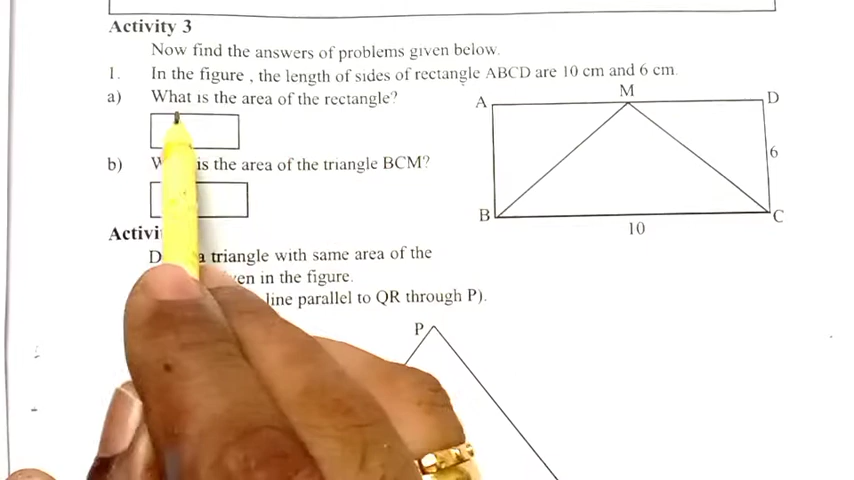 Activity 3
Now find the answers of problems given below.
1. In the figure , the length of sides of rectangle ABCD are 10 cm and 6 cm.
a) What is the area of the rectangle?
b) is the area of the triangle BCM?
A M D
6
B C
10
a triangle with same area of the
in the figure.
line parallel to QR through P).
P